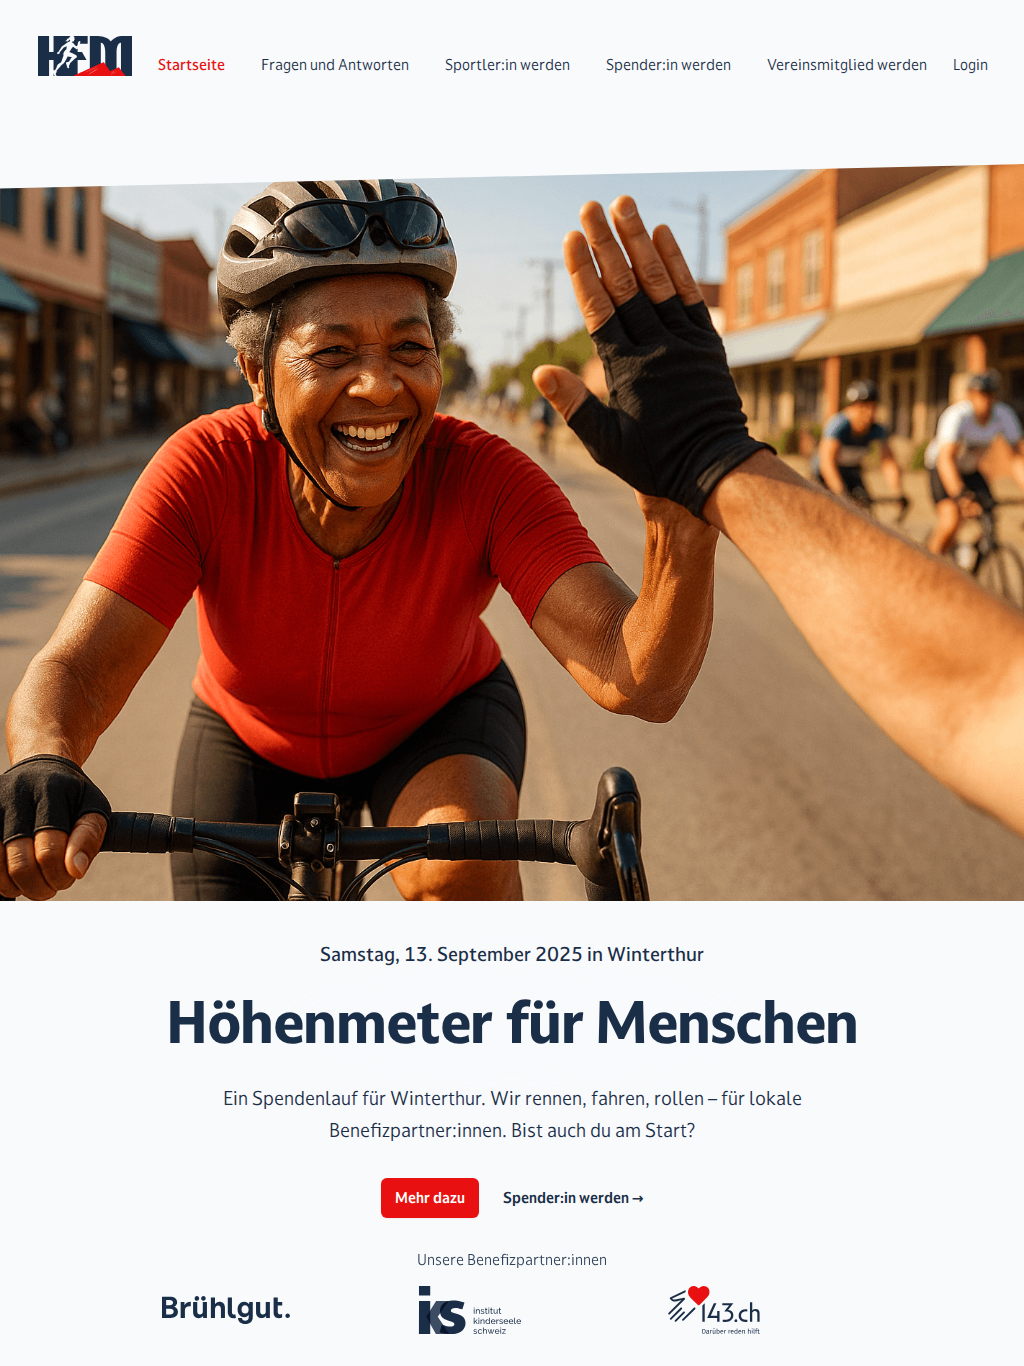 HFM
Startseite
Fragen und Antworten
Sportler:in werden
Spender:in werden
Vereinsmitglied werden
Login
Samstag, 13. September 2025 in Winterthur
Höhenmeter für Menschen
Ein Spendenlauf für Winterthur. Wir rennen, fahren, rollen – für lokale
Benefizpartner:innen. Bist auch du am Start?
Mehr dazu
Spender:in werden →
Unsere Benefizpartner:innen
Brühlgut.
iks
institut
kinderseele
schweiz
143.ch
Darüber reden hilft